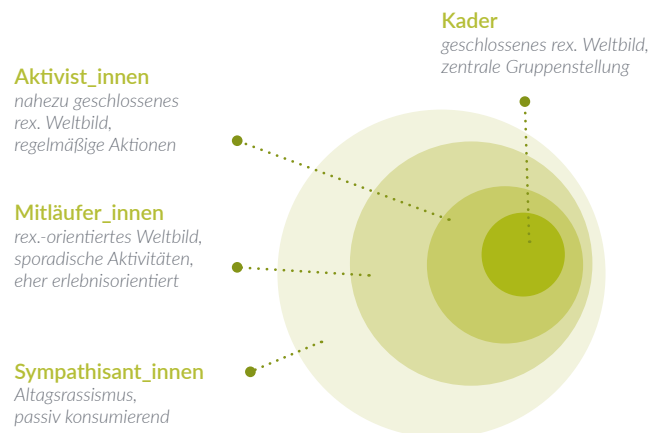 Kader
geschlossenes rex. Weltbild,
zentrale Gruppenstellung
Aktivist_innen
nahezu geschlossenes
rex. Weltbild,
regelmäßige Aktionen
Mitläufer_innen
rex.-orientiertes Weltbild,
sporadische Aktivitäten,
eher erlebnisorientiert
Sympathisant_innen
Altagsrassismus,
passiv konsumierend